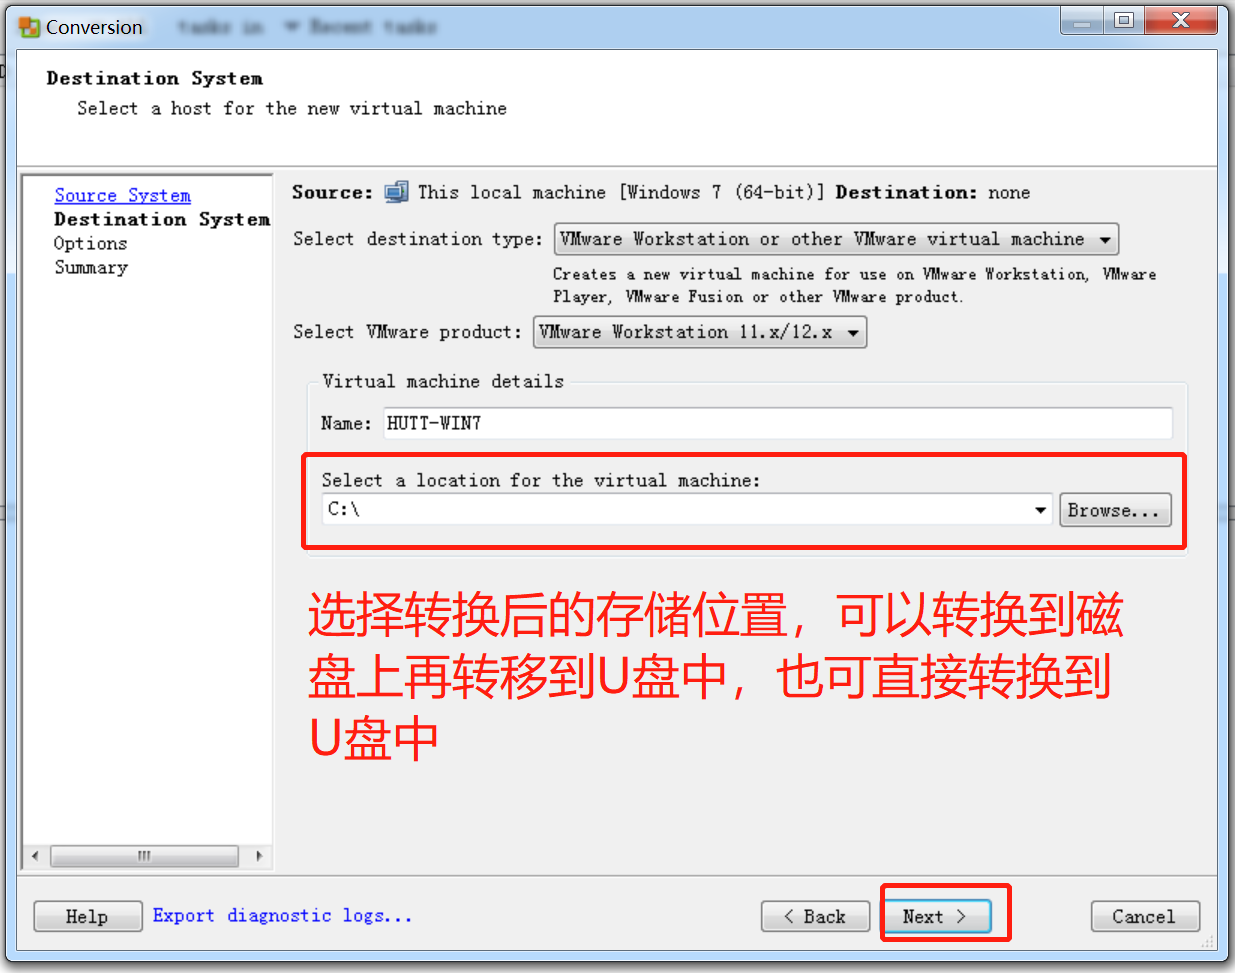 Conversion
tasks in
Recent tasks
Destination System
Select a host for the new virtual machine
Source System
Destination System
Options
Summary
Source: This local machine [Windows 7 (64-bit)] Destination: none
Select destination type: VMware Workstation or other VMware virtual machine
Creates a new virtual machine for use on VMware Workstation, VMware
Player, VMware Fusion or other VMware product.
Select VMware product: VMware Workstation 11.x/12.x
Virtual machine details
Name: HUTT-WIN7
Select a location for the virtual machine:
C:\ Browse...
选择转换后的存储位置，可以转换到磁
盘上再转移到U盘中，也可直接转换到
U盘中
Help Export diagnostic logs... < Back Next > Cancel